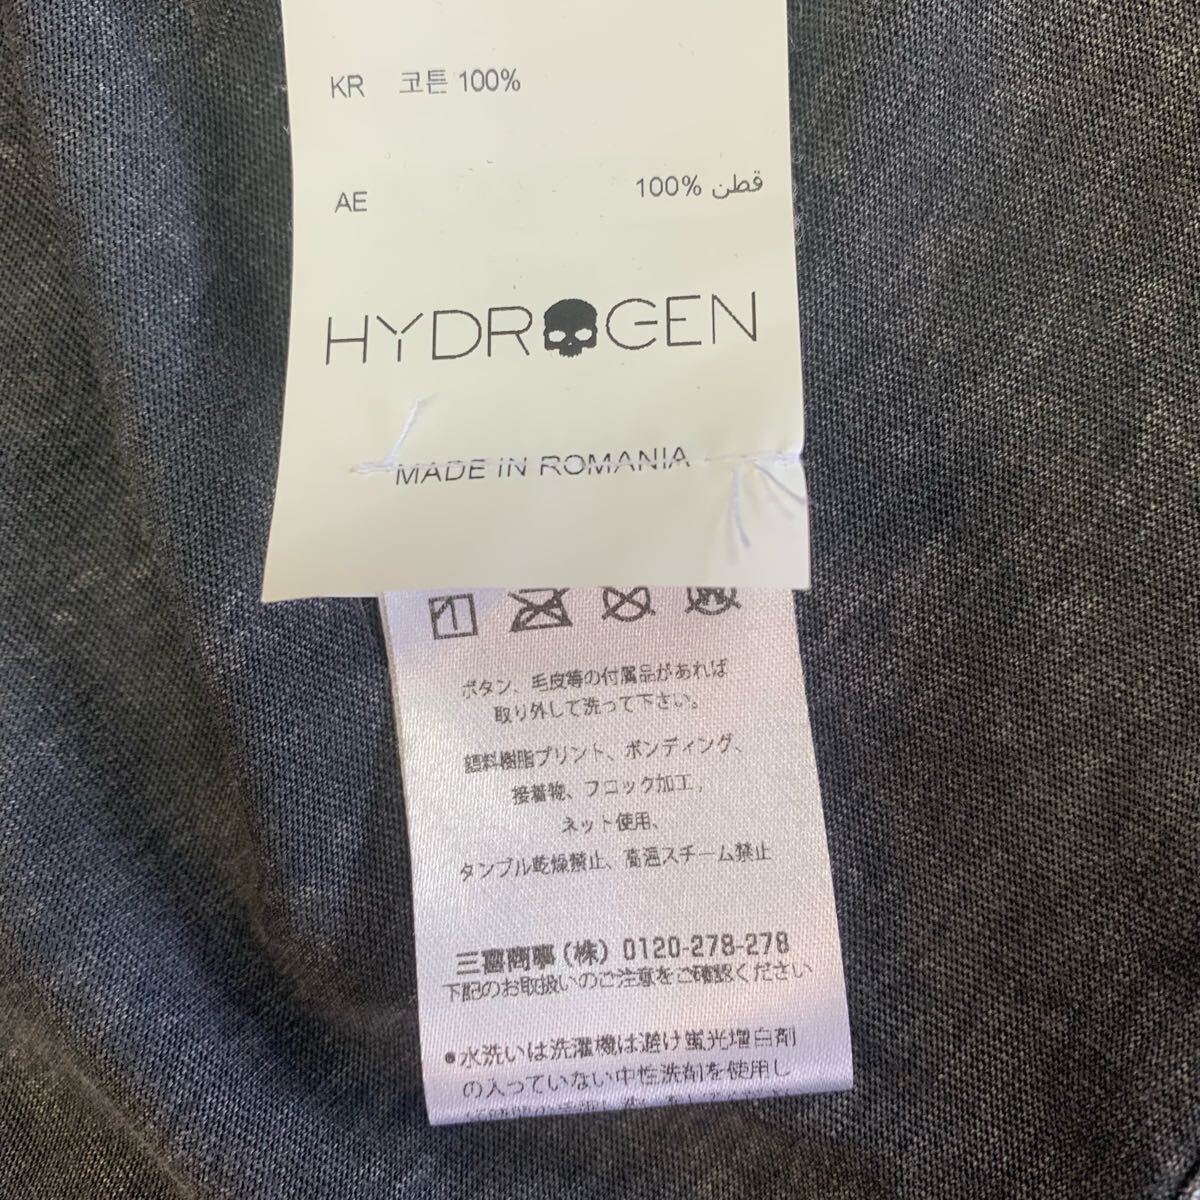 KR 코튼 100%
AE قطن 100%
HYDROGEN
MADE IN ROMANIA
ボタン、毛皮等の付属品があれば
取り外して洗って下さい。
顔料樹脂プリント、ボンディング、
接着物、フロック加工,
ネット使用、
タンブル乾燥禁止、高温スチーム禁止
三喜商事(株) 0120-278-278
下記のお取扱いのご注意をご確認ください
•水洗いは洗濯機は避け蛍光増白剤
の入っていない中性洗剤を使用し